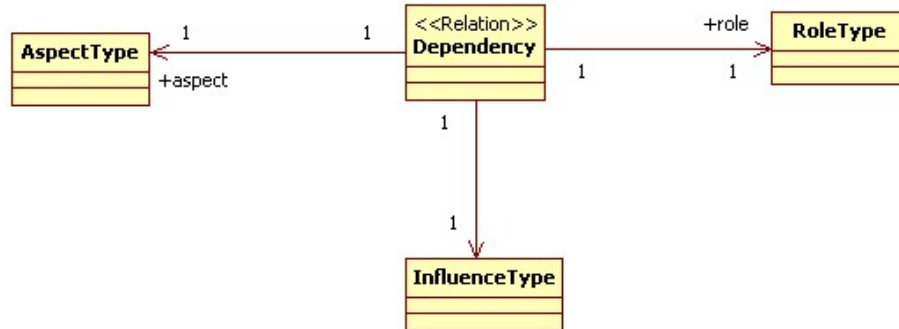 <<Relation>>
Dependency
+role
RoleType
AspectType
1
1
+aspect
1
1
1
1
InfluenceType